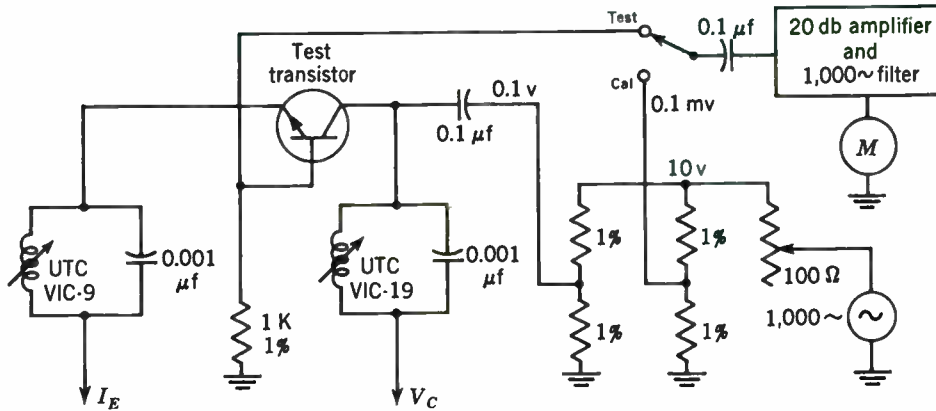 Test
0.1 μf
20 db amplifier
and
1,000~ filter
Test
transistor
Cal
0.1 v
0.1 μf
0.1 mv
M
10 v
UTC
VIC-9
0.001
μf
1 K
1%
UTC
VIC-19
0.001
μf
1%
1%
100 Ω
1%
1%
1,000~
~
I_E
V_C